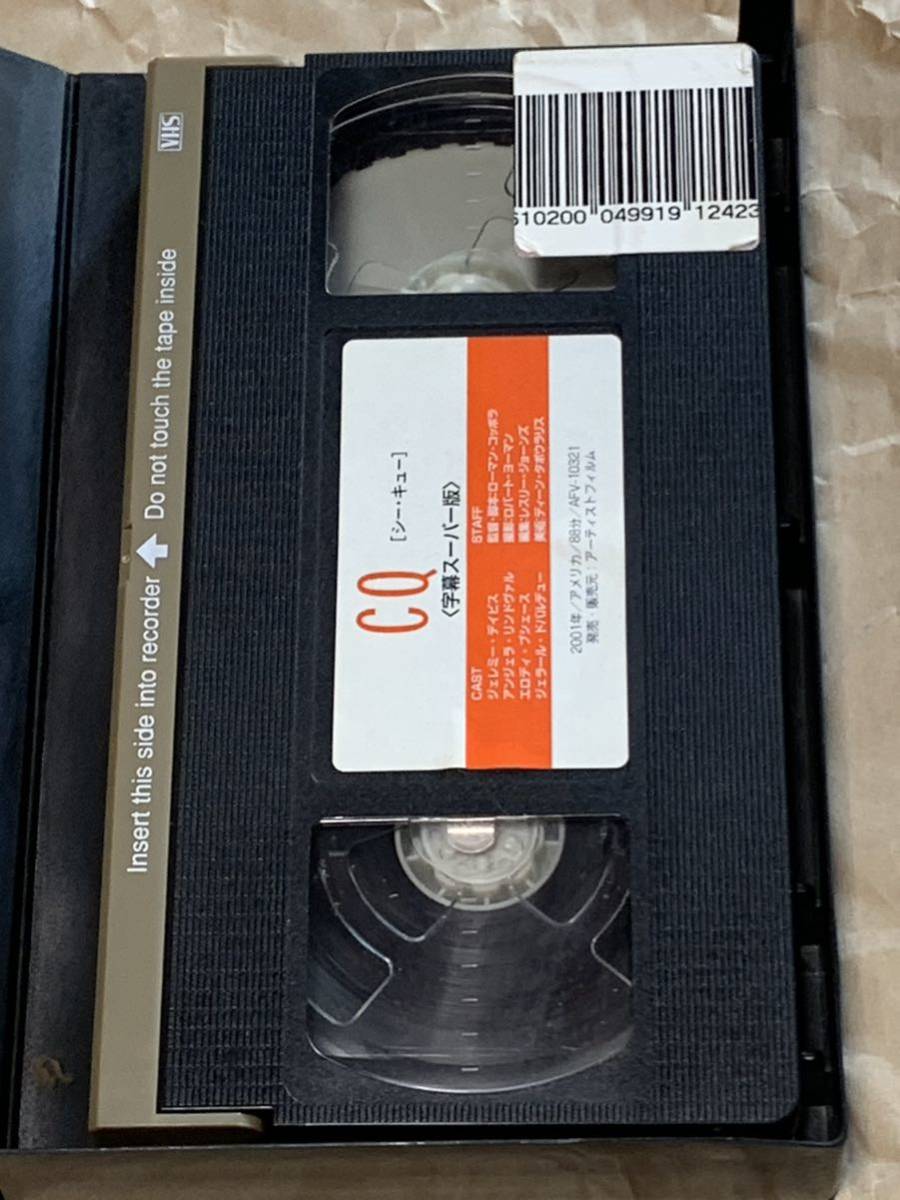 VHS
Insert this side into recorder ⬆ Do not touch the tape inside
10200 049919 12423
CQ
[シー・キュー]
〈字幕スーパー版〉
CAST
ジェレミー・デイビス
アンジェラ・リンドヴァル
エロディ・ブシェーズ
ジェラール・ドパルデュー
STAFF
監督・脚本:ローマン・コッポラ
撮影:ロバート・ヨーマン
編集:レスリー・ジョーンズ
美術:ディーン・タボウラリス
2001年/アメリカ/88分/AFV-10321
発売・販売元:アーティストフィルム